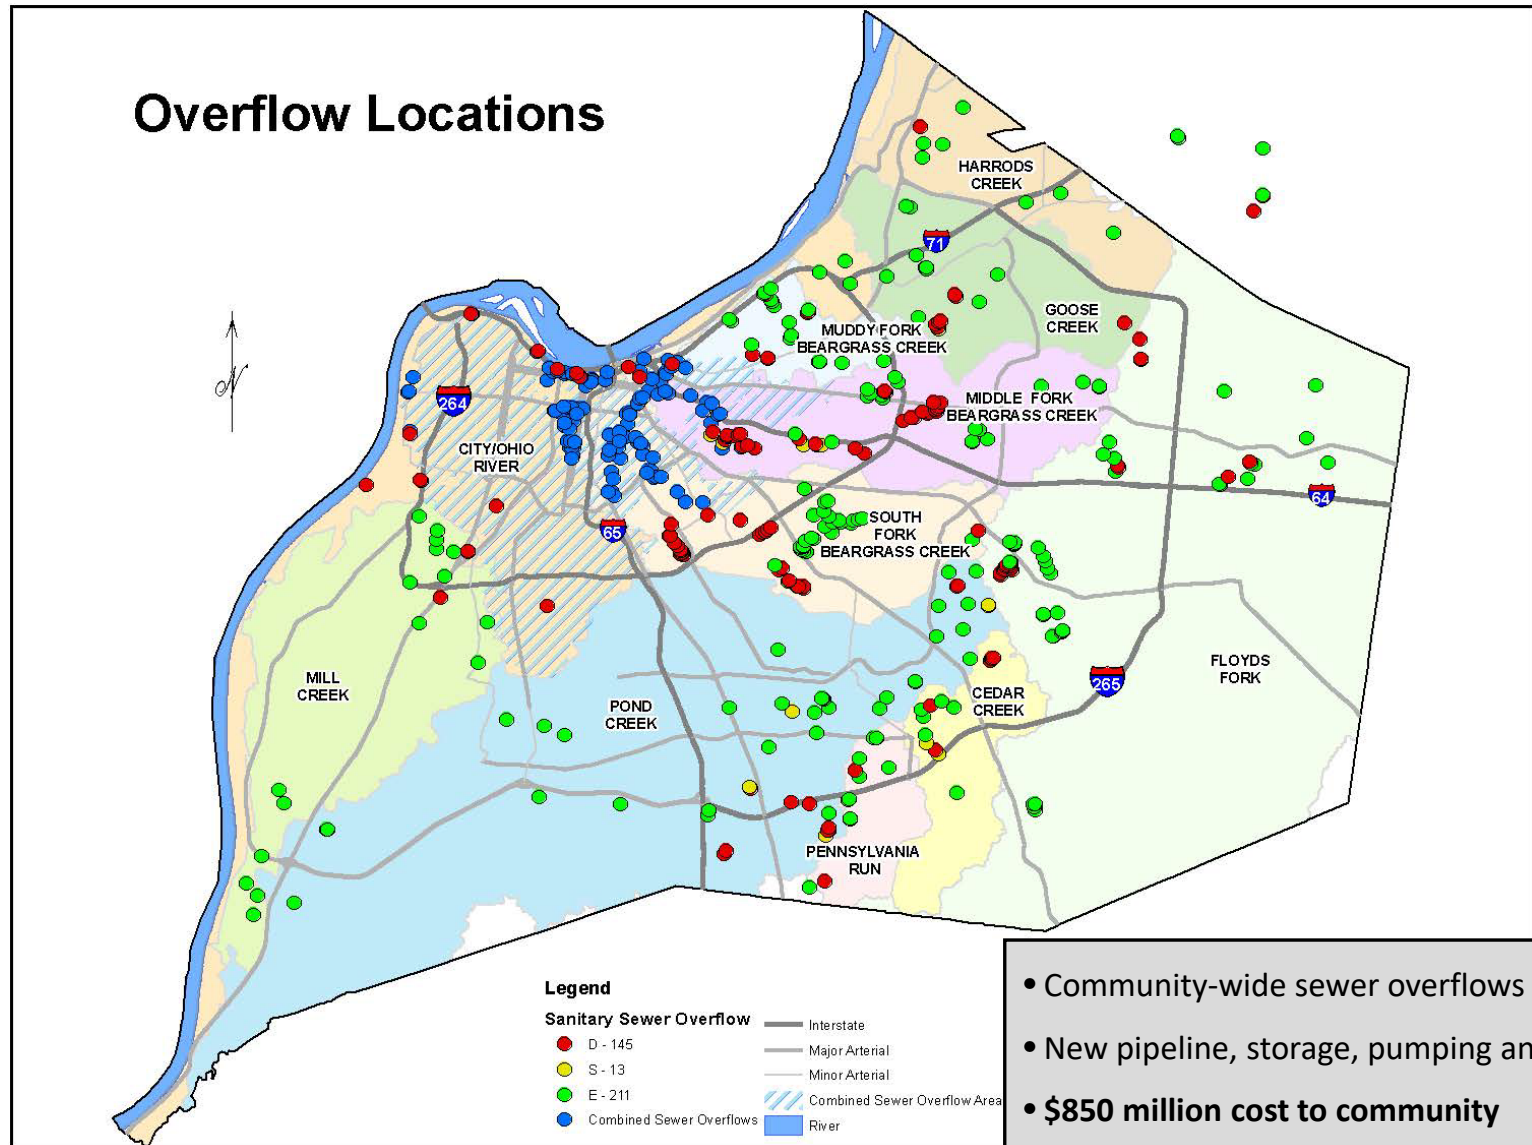 Overflow Locations
HARRODS
CREEK
71
GOOSE
CREEK
MUDDY FORK
BEARGRASS CREEK
MIDDLE FORK
BEARGRASS CREEK
264
CITY/OHIO
RIVER
64
65
SOUTH
FORK
BEARGRASS CREEK
MILL
CREEK
POND
CREEK
CEDAR
CREEK
265
FLOYDS
FORK
PENNSYLVANIA
RUN
N
Legend
Sanitary Sewer Overflow
D - 145
S - 13
E - 211
Combined Sewer Overflows
Interstate
Major Arterial
Minor Arterial
Combined Sewer Overflow Area
River
• Community-wide sewer overflows
• New pipeline, storage, pumping an
• $850 million cost to community